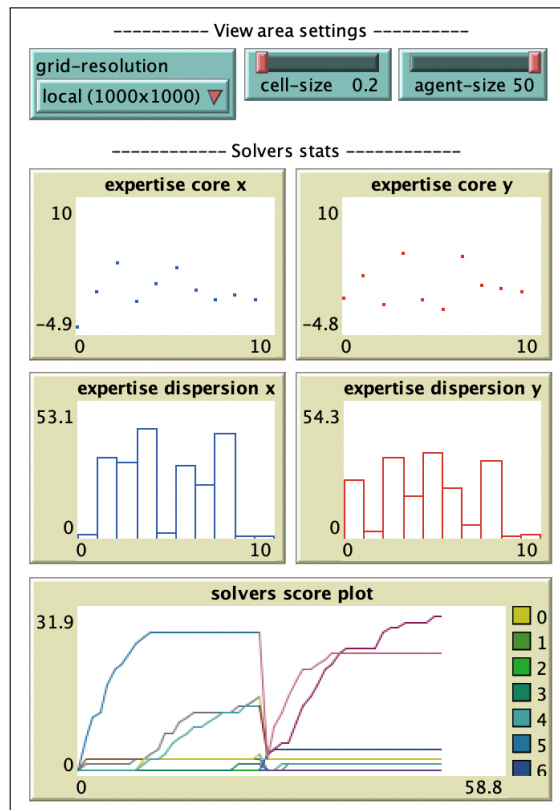 ---------- View area settings ----------
grid-resolution
local (1000x1000)
cell-size 0.2
agent-size 50
------------ Solvers stats ------------
expertise core x
10
-4.9
0 10
expertise core y
10
-4.8
0 10
expertise dispersion x
53.1
0
0 10
expertise dispersion y
54.3
0
0 10
solvers score plot
31.9
0
0 58.8
0
1
2
3
4
5
6